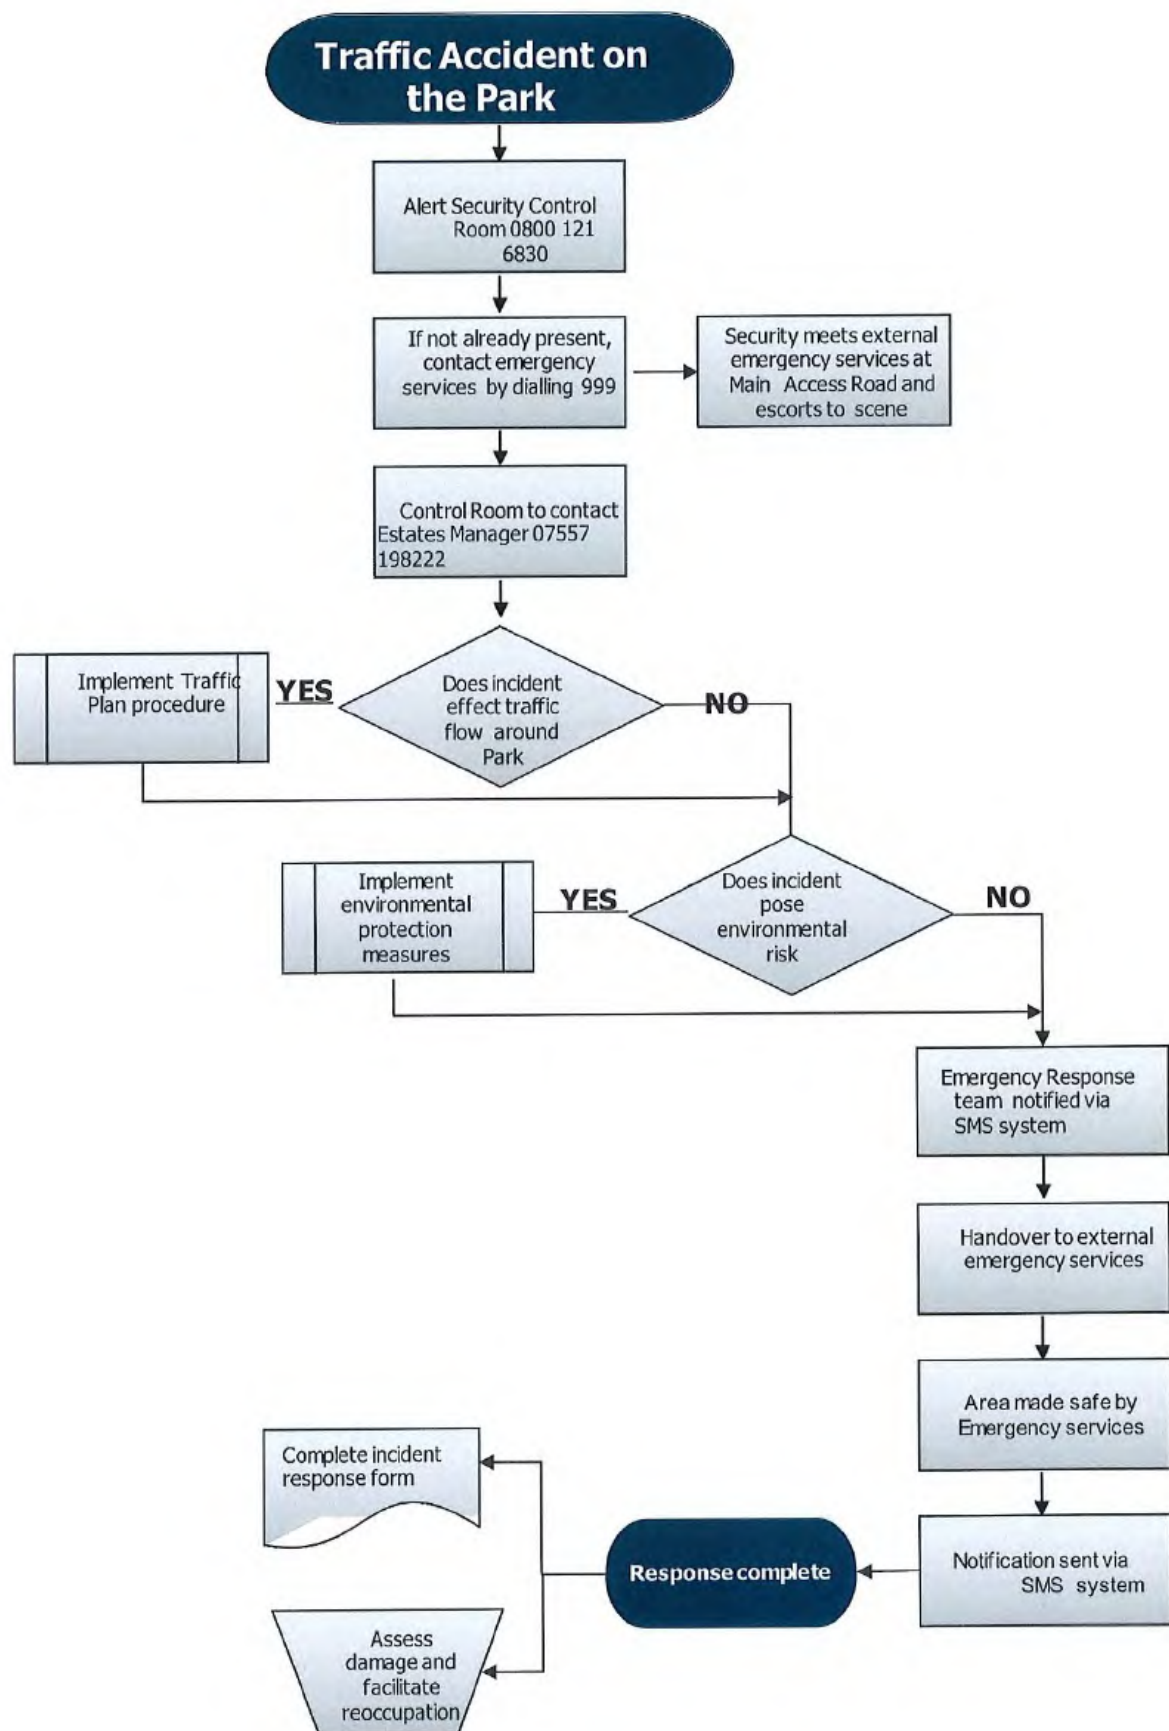 Traffic Accident on
the Park
Alert Security Control
Room 0800 121
6830
If not already present,
contact emergency
services by dialling 999
Security meets external
emergency services at
Main Access Road and
escorts to scene
Control Room to contact
Estates Manager 07557
198222
Implement Traffic
Plan procedure
YES
Does incident
effect traffic
flow around
Park
NO
Implement
environmental
protection
measures
YES
Does incident
pose
environmental
risk
NO
Emergency Response
team notified via
SMS system
Handover to external
emergency services
Area made safe by
Emergency services
Notification sent via
SMS system
Response complete
Complete incident
response form
Assess
damage and
facilitate
reoccupation